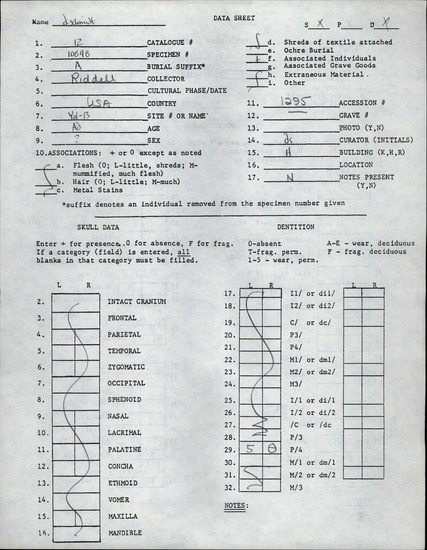 Name d. schmitt DATA SHEET S X P D
1. 12 CATALOGUE #
2. 10648 SPECIMEN #
3. A BURIAL SUFFIX*
4. Riddell COLLECTOR
5. CULTURAL PHASE/DATE
6. USA COUNTRY
7. SITE # OR NAME
8. AD AGE
9. ? SEX
10. ASSOCIATIONS: + or 0 except as noted
a. Flesh (0; L-little, shreds; M-
mummified, much flesh)
b. Hair (0; L-little; M-much)
c. Metal Stains
d. Shreds of textile attached
e. Ochre Burial
f. Associated Individuals
g. Associated Grave Goods
h. Extraneous Material
i. Other
11. 1295 ACCESSION #
12. GRAVE #
13. PHOTO (Y,N)
14. ds CURATOR (INITIALS)
15. H BUILDING (K,H,R)
16. LOCATION
17. N NOTES PRESENT
(Y,N)
*suffix denotes an individual removed from the specimen number given
SKULL DATA
Enter + for presence, 0 for absence, F for frag.
If a category (field) is entered, all
blanks in that category must be filled.
L R
2. INTACT CRANIUM
3. FRONTAL
4. PARIETAL
5. TEMPORAL
6. ZYGOMATIC
7. OCCIPITAL
8. SPHENOID
9. NASAL
10. LACRIMAL
11. PALATINE
12. CONCHA
13. ETHMOID
14. VOMER
15. MAXILLA
16. MANDIBLE
DENTITION
0-absent A-E - wear, deciduous
T-frag. perm. F - frag. deciduous
1-5 - wear, perm.
L R
17. I1/ or di1/
18. I2/ or di2/
19. C/ or dc/
20. P3/
21. P4/
22. M1/ or dm1/
23. M2/ or dm2/
24. M3/
25. I/1 or di/1
26. I/2 or di/2
27. /C or /dc
28. P/3
29. 5 0 P/4
30. M/1 or dm/1
31. M/2 or dm/2
32. M/3
NOTES: